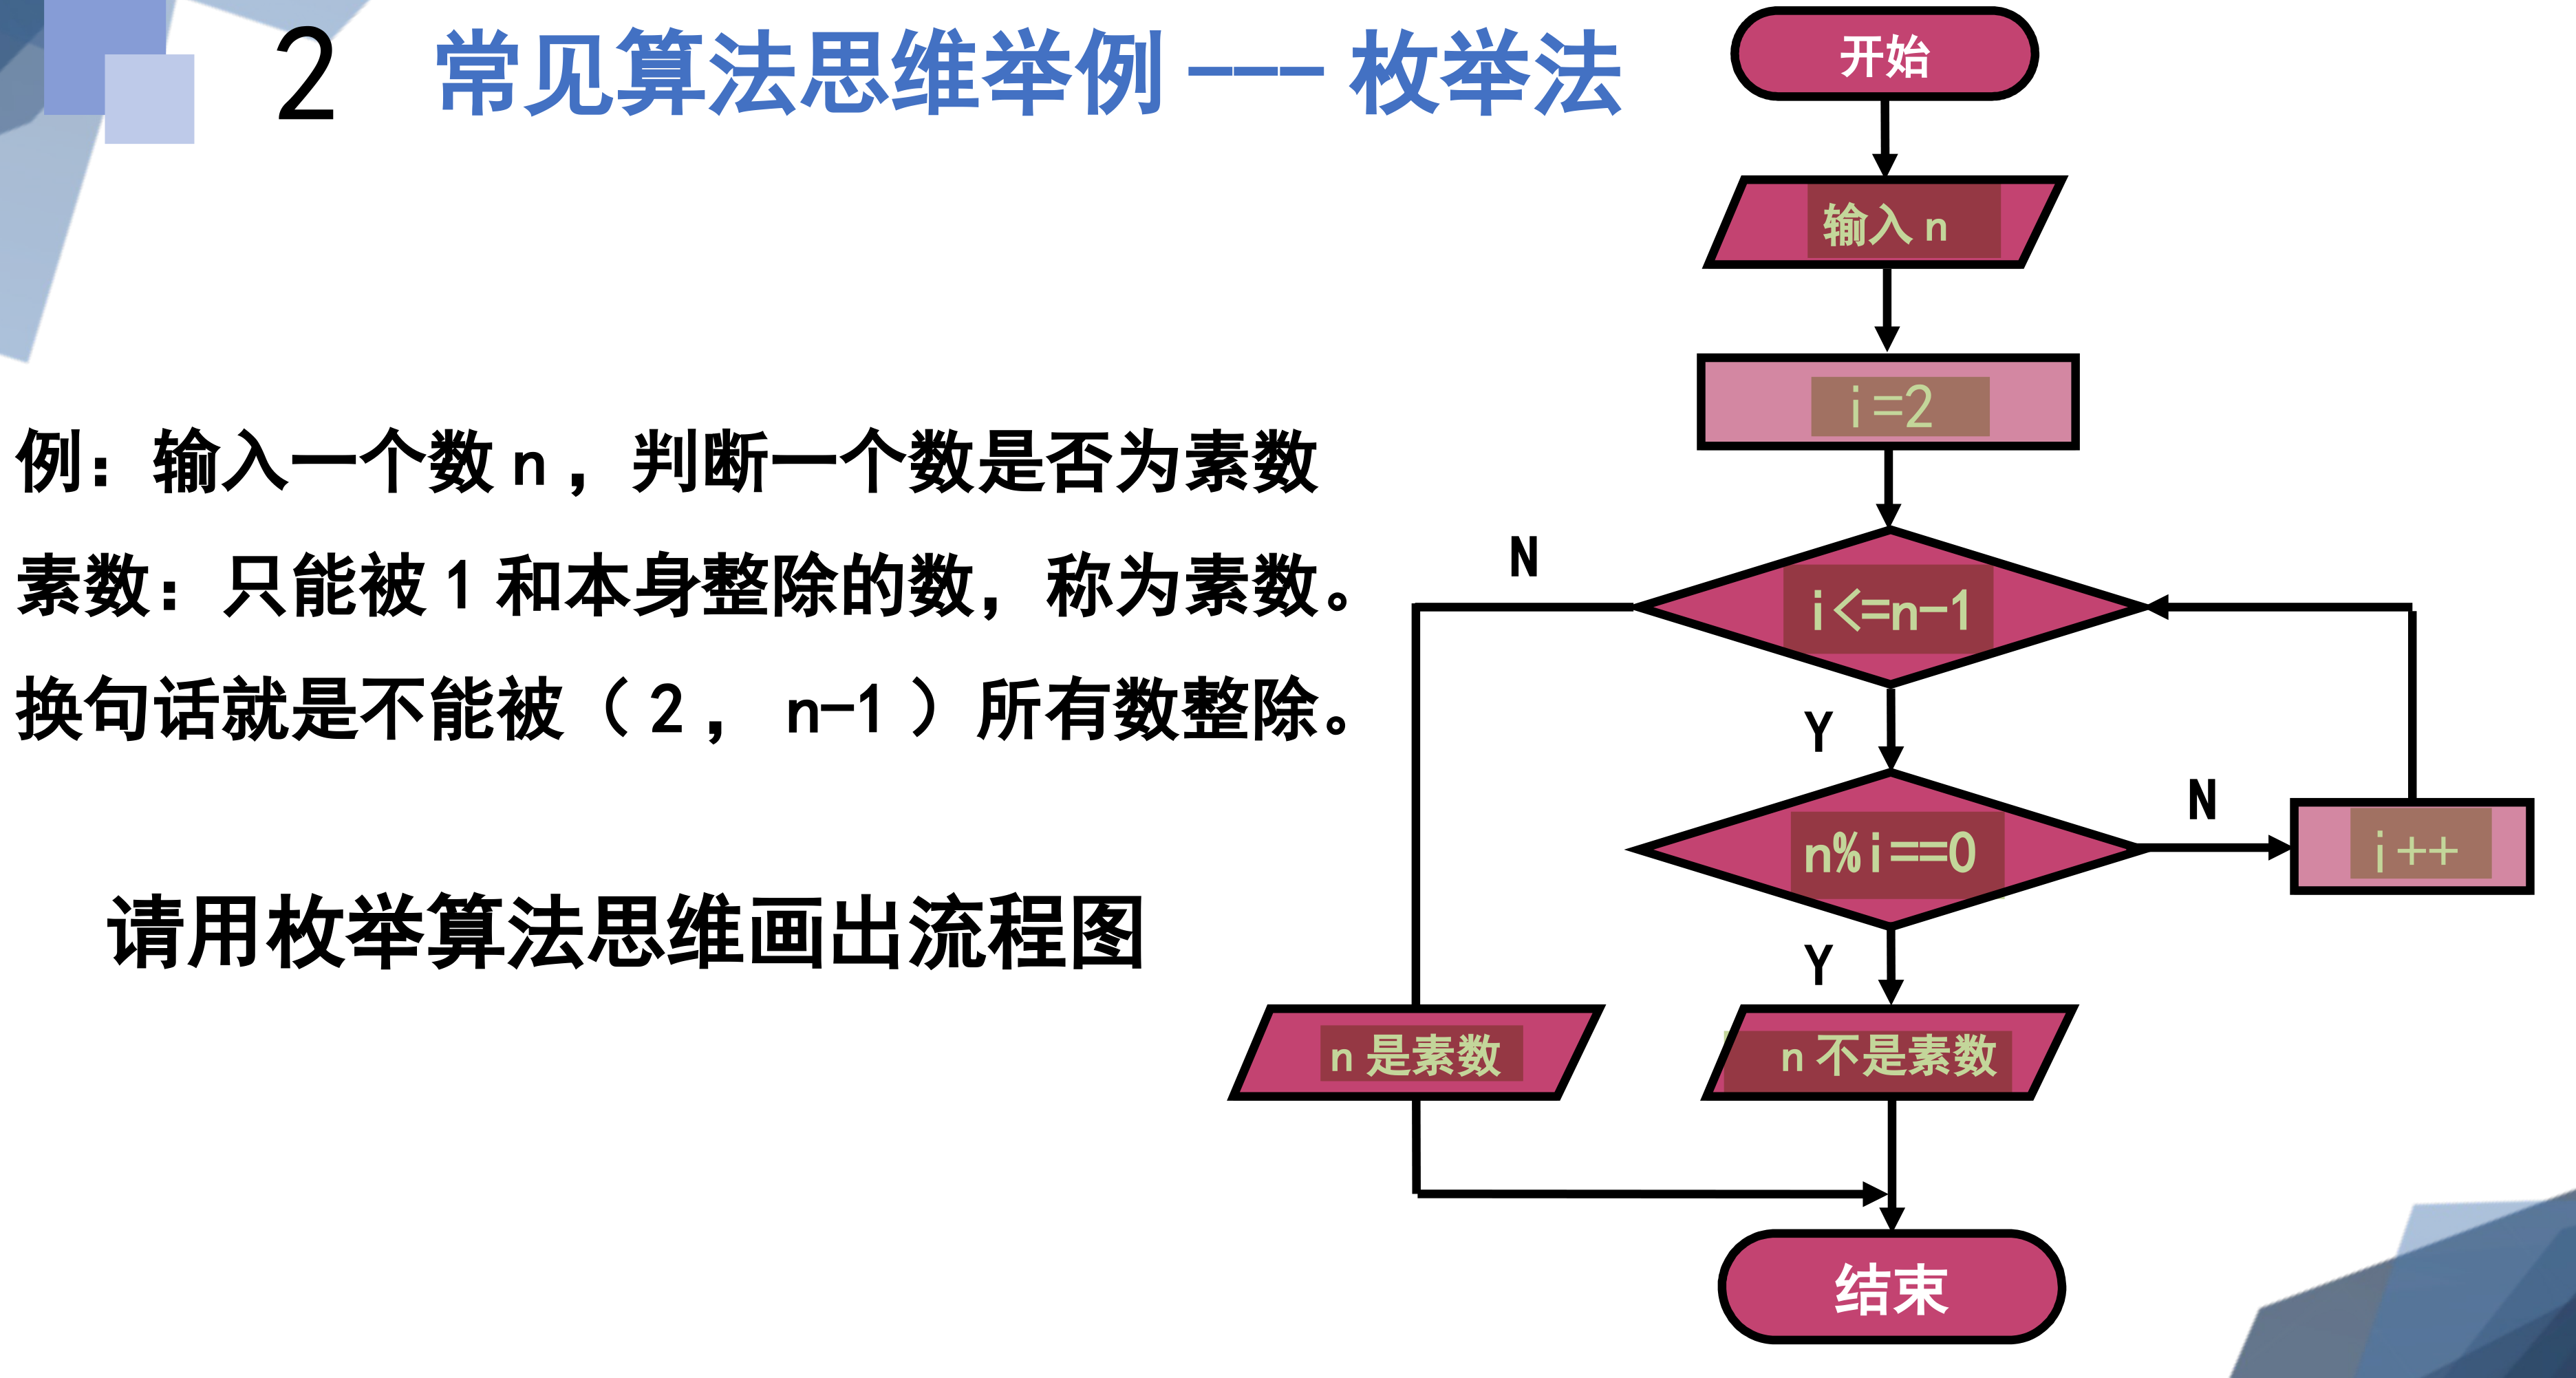 2 常见算法思维举例 --- 枚举法
例：输入一个数n，判断一个数是否为素数
素数：只能被1和本身整除的数，称为素数。
换句话就是不能被（2， n-1）所有数整除。
请用枚举算法思维画出流程图
开始
输入n
i=2
i<=n-1
N
Y
n%i==0
N
i++
Y
n是素数
n不是素数
结束